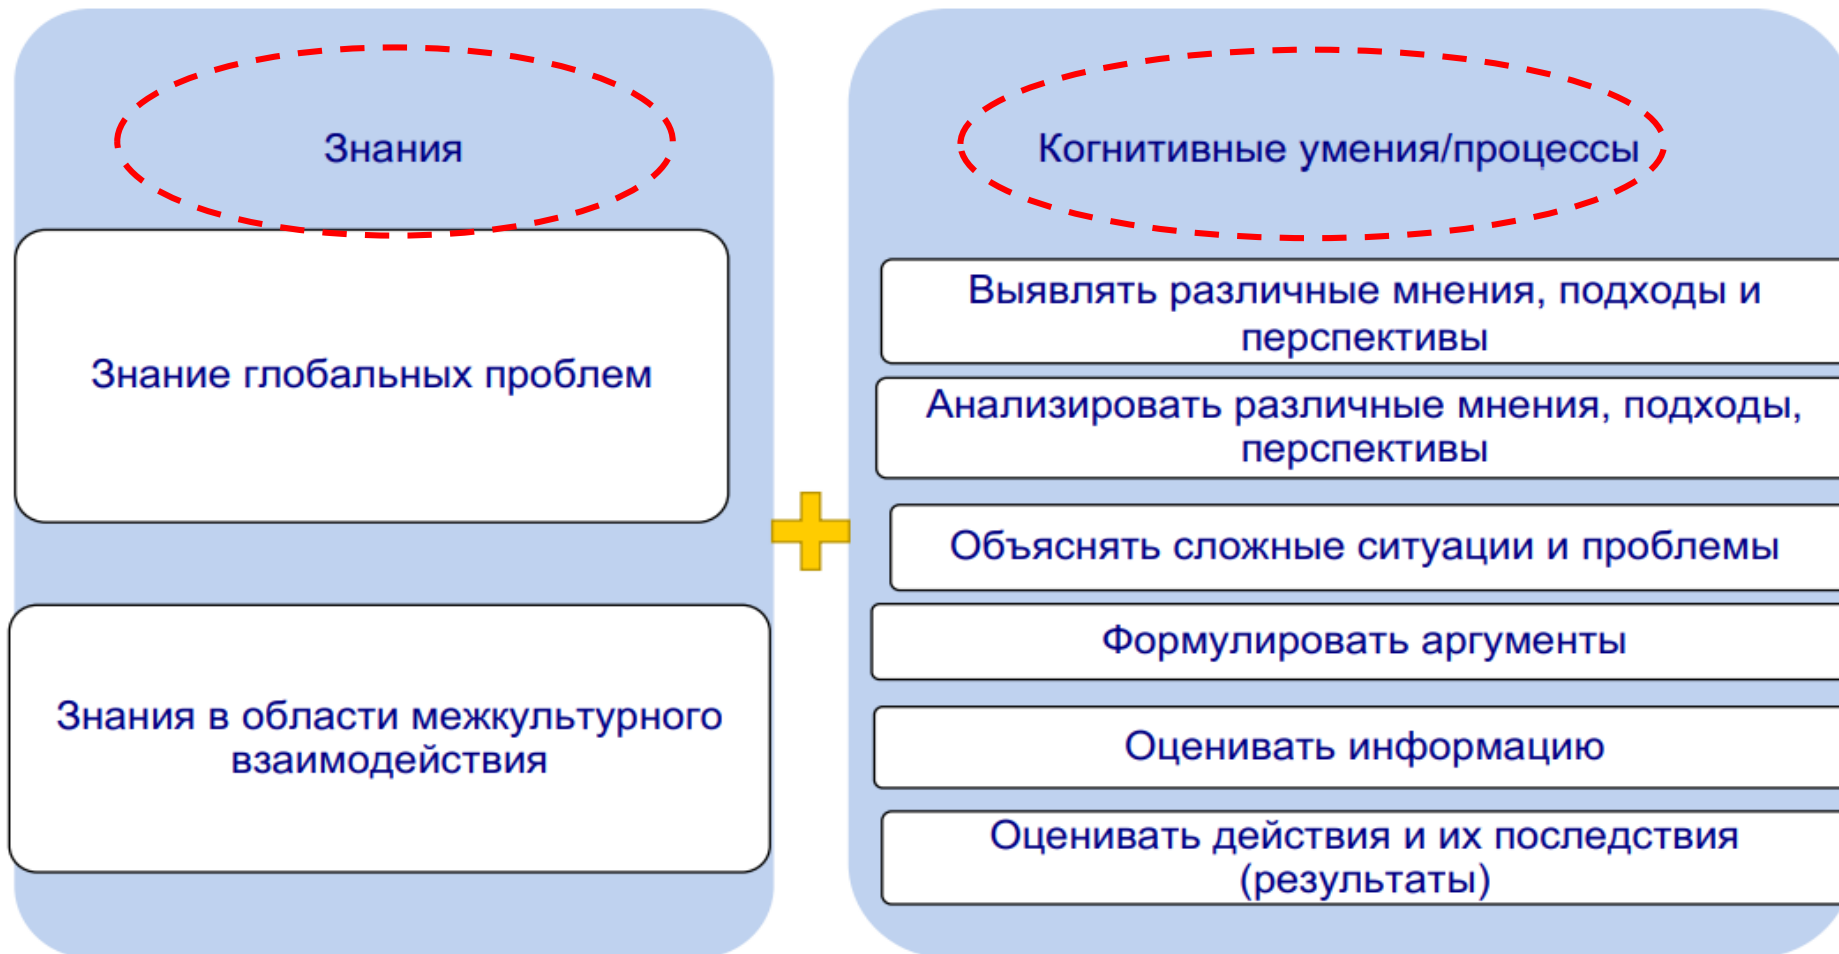 Знания
Знание глобальных проблем
Знания в области межкультурного
взаимодействия
Когнитивные умения/процессы
Выявлять различные мнения, подходы и
перспективы
Анализировать различные мнения, подходы,
перспективы
Объяснять сложные ситуации и проблемы
Формулировать аргументы
Оценивать информацию
Оценивать действия и их последствия
(результаты)